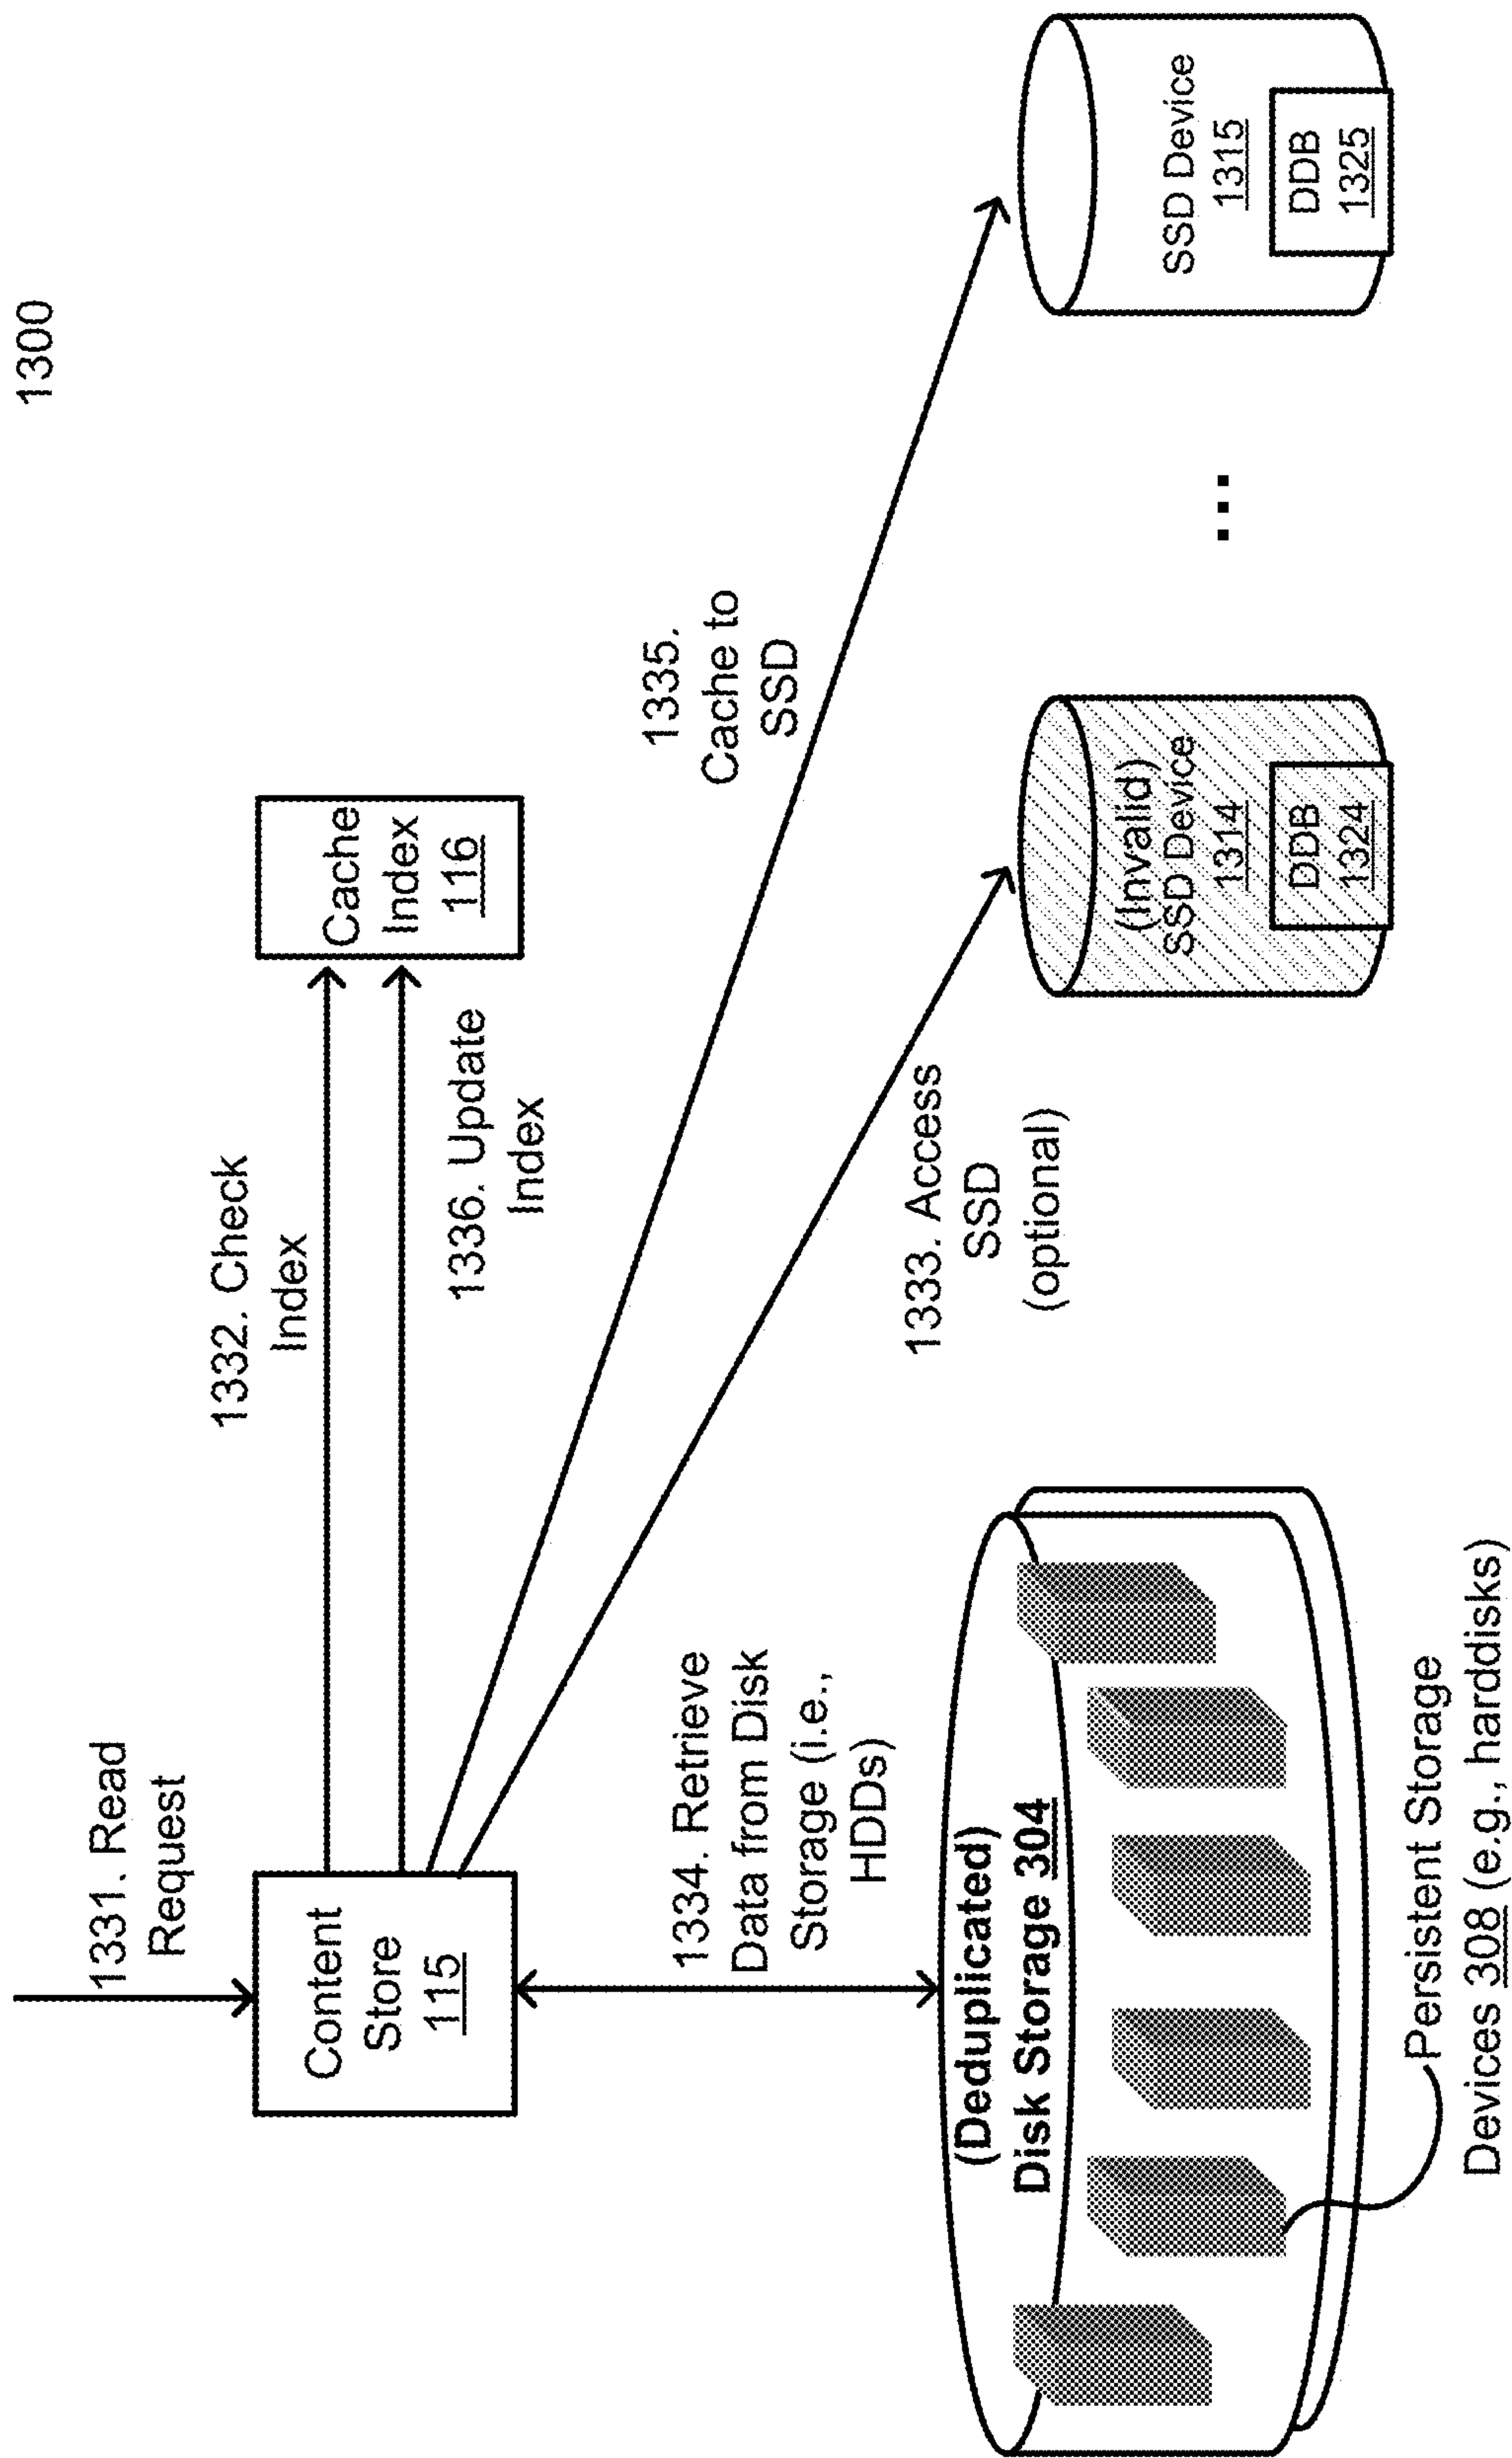 1300
1331. Read
Request
1332. Check
Index
Content
Store
115
Cache
Index
116
1336. Update
Index
1335.
Cache to
SSD
1334. Retrieve
Data from Disk
Storage (i.e.,
HDDs)
1333. Access
SSD
(optional)
(Deduplicated)
Disk Storage 304
(Invalid)
SSD Device
1314
DDB
1324
...
SSD Device
1315
DDB
1325
Persistent Storage
Devices 308 (e.g., harddisks)